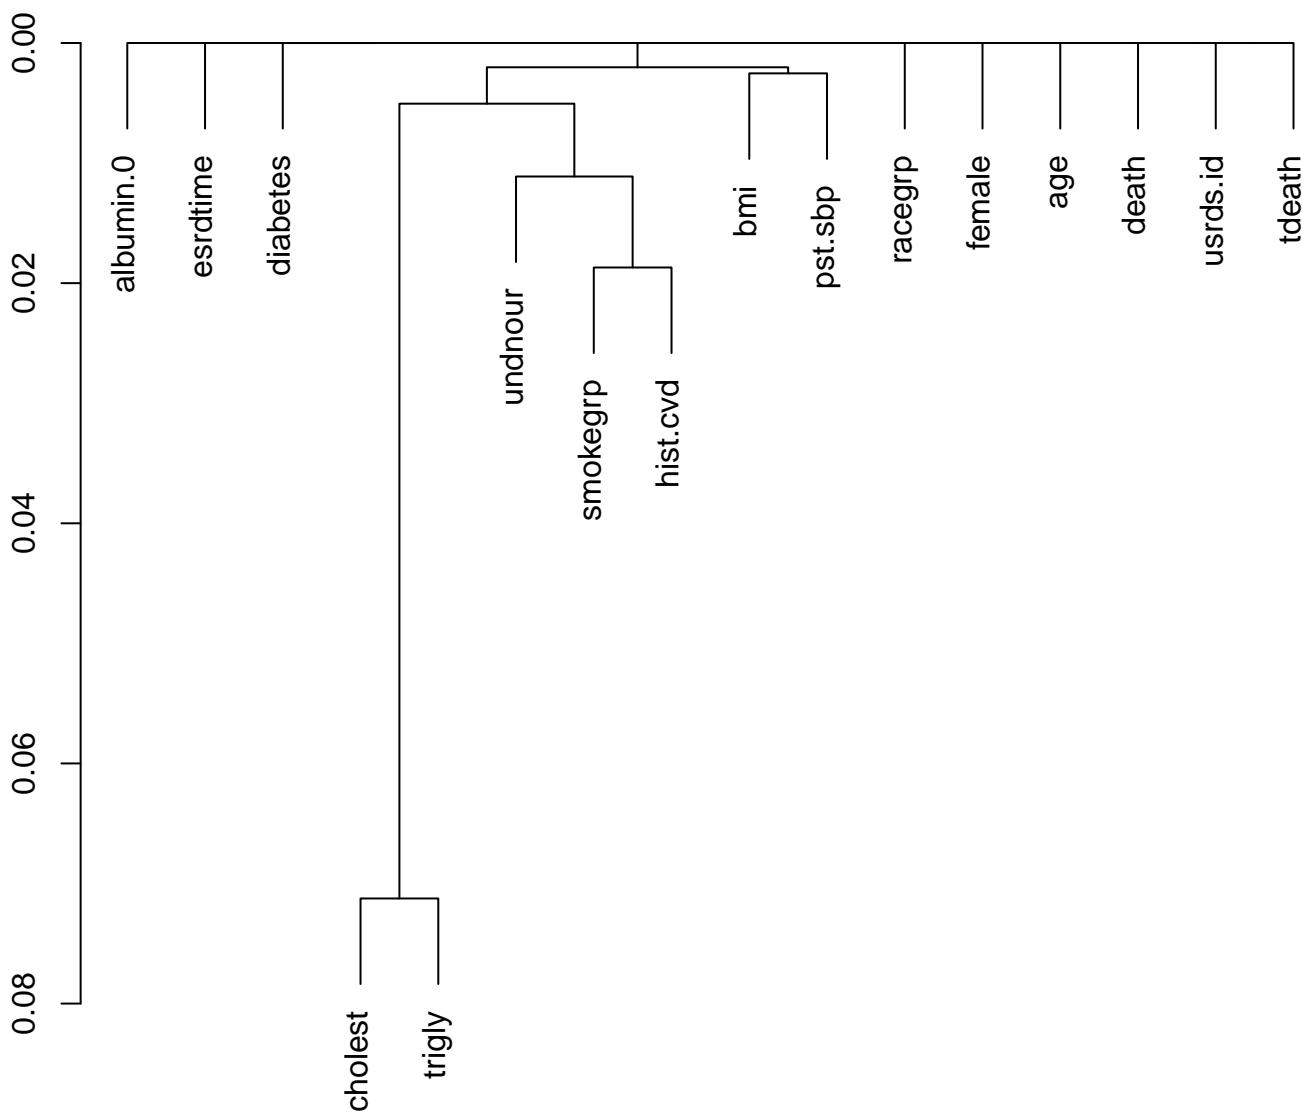 0.00
0.02
0.04
0.06
0.08
albumin.0
esrdtime
diabetes
cholest
trigly
undnour
smokegrp
hist.cvd
bmi
pst.sbp
racegrp
female
age
death
usrds.id
tdeath